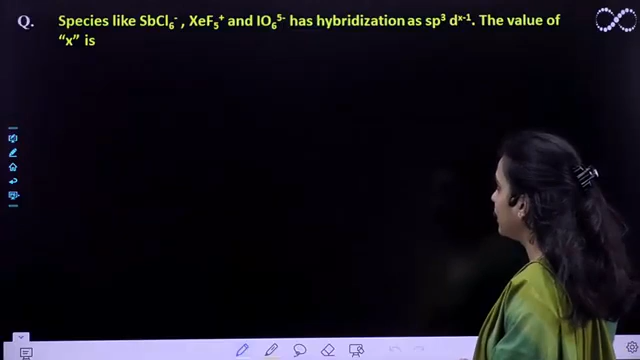 Q. Species like SbCl₆⁻ , XeF₅⁺ and IO₆⁵⁻ has hybridization as sp³ dˣ⁻¹. The value of
“x” is